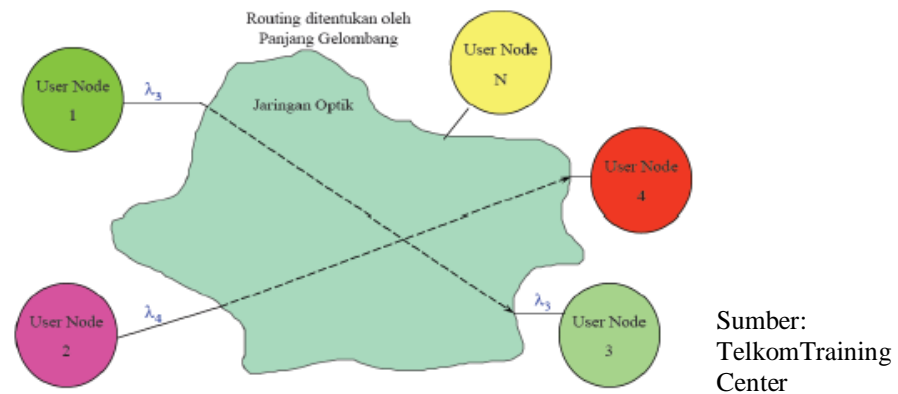 Routing ditentukan oleh
Panjang Gelombang
User Node
N
User Node
1
λ3
Jaringan Optik
User Node
4
User Node
2
λ4
λ3
User Node
3
Sumber:
TelkomTraining
Center